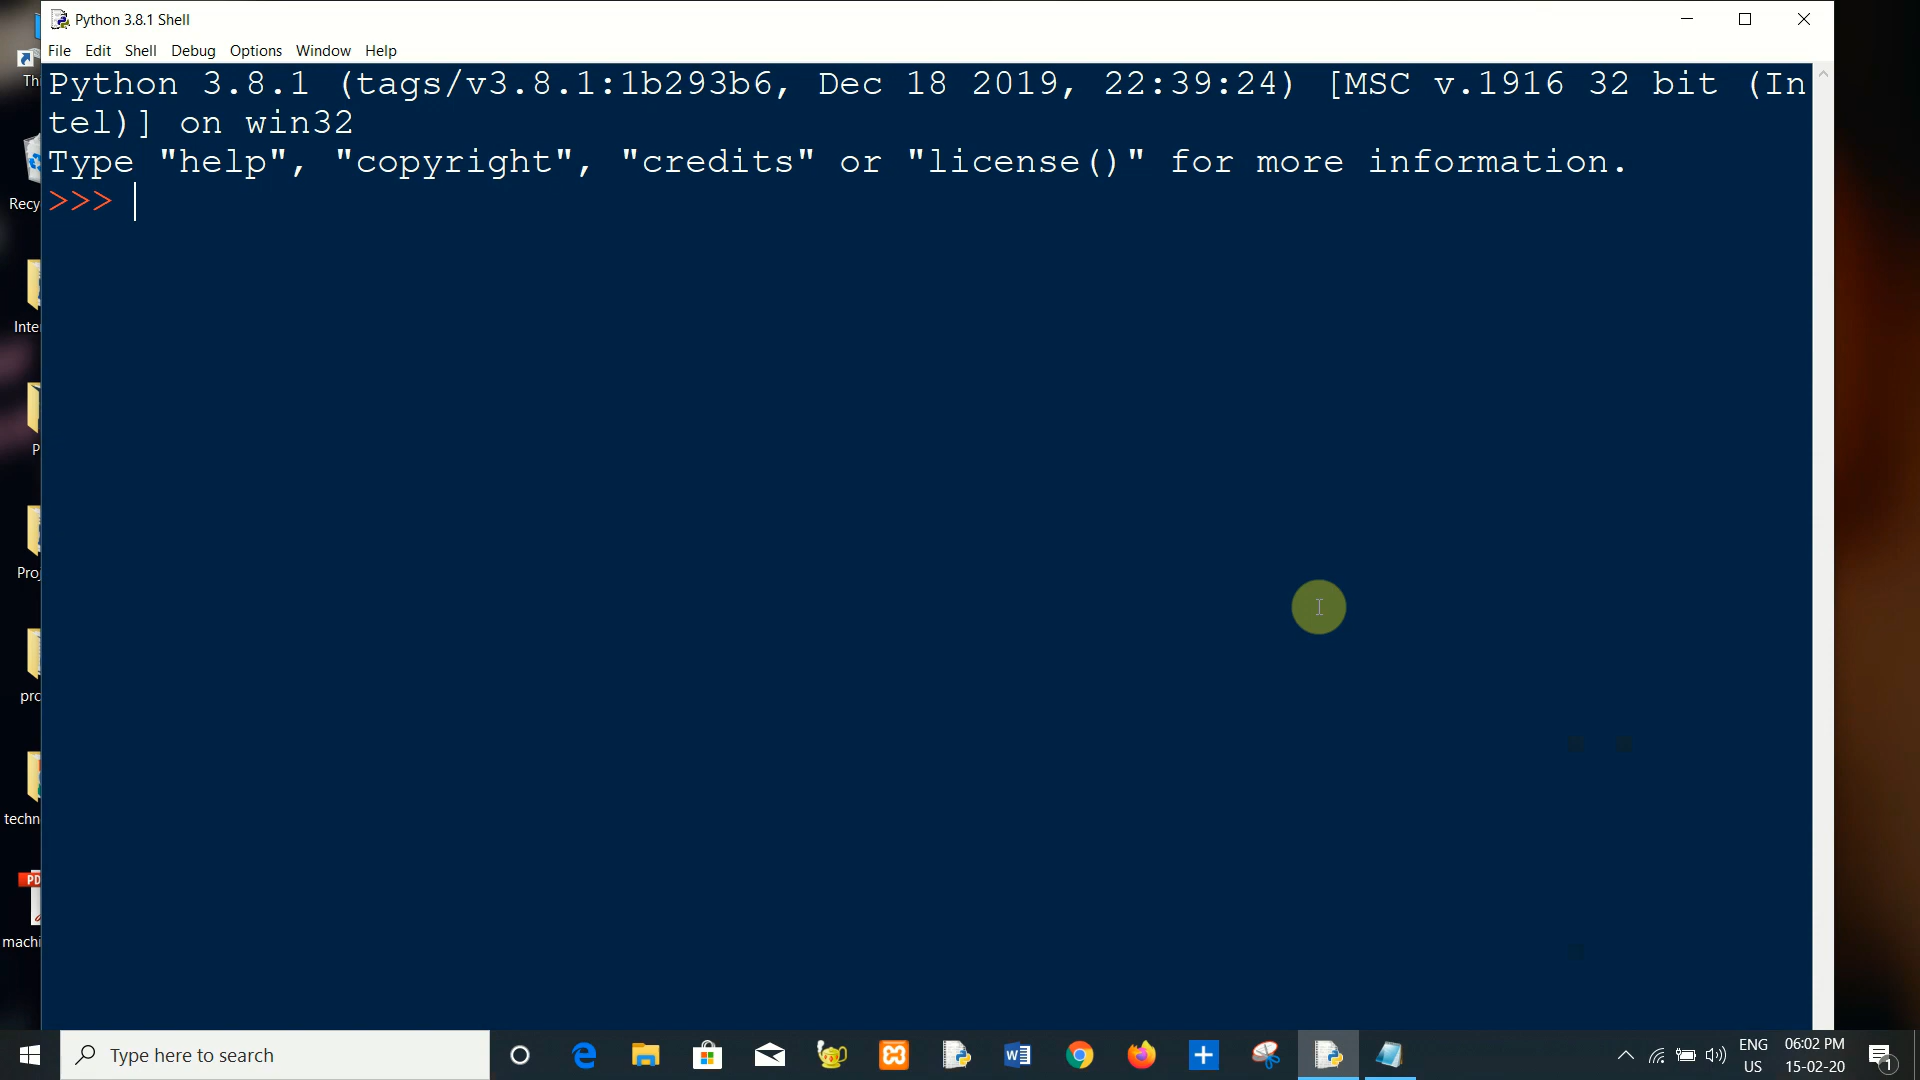 Python 3.8.1 Shell
File Edit Shell Debug Options Window Help
Python 3.8.1 (tags/v3.8.1:1b293b6, Dec 18 2019, 22:39:24) [MSC v.1916 32 bit (In
tel)] on win32
Type "help", "copyright", "credits" or "license()" for more information.
>>>
Th
Recy
Inte
P
Proj
pro
techn
PD
machi
Type here to search
ENG
US
06:02 PM
15-02-20
1